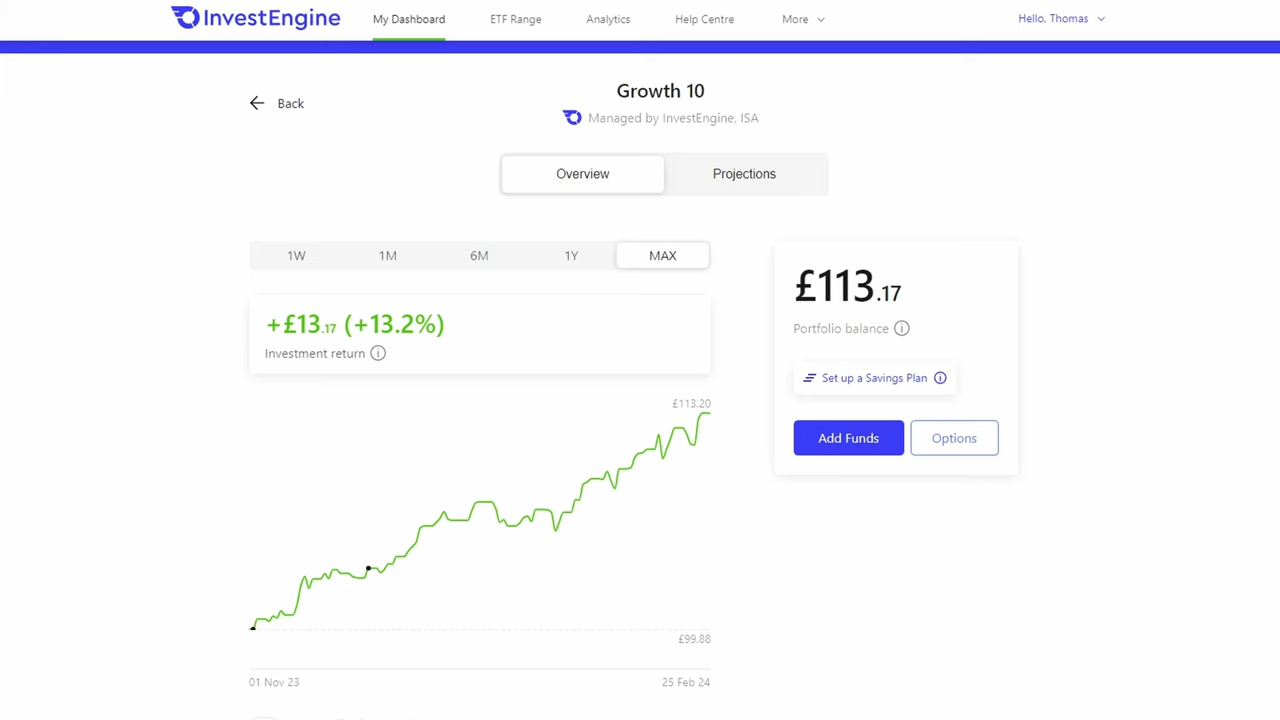 InvestEngine
My Dashboard
ETF Range
Analytics
Help Centre
More
Hello, Thomas
Back
Growth 10
Managed by InvestEngine, ISA
Overview
Projections
1W
1M
6M
1Y
MAX
+£13.17 (+13.2%)
Investment return
£113.20
£99.88
01 Nov 23
25 Feb 24
£113.17
Portfolio balance
Set up a Savings Plan
Add Funds
Options